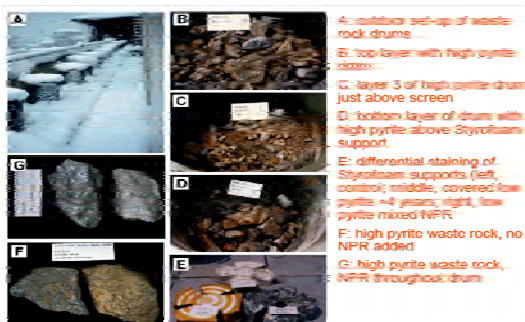 A
B
C
D
G
F
E
A: outdoor set-up of waste
rock drums
B: top layer with high pyrite
drum
C: layer 3 of high pyrite drum
just above screen
D: bottom layer of drum with
high pyrite above Styrofoam
support
E: differential staining of
Styrofoam supports (left,
control; middle, covered low
pyrite ~4 years; right, low
pyrite mixed NPR
F: high pyrite waste rock, no
NPR added
G: high pyrite waste rock,
NPR throughout drum